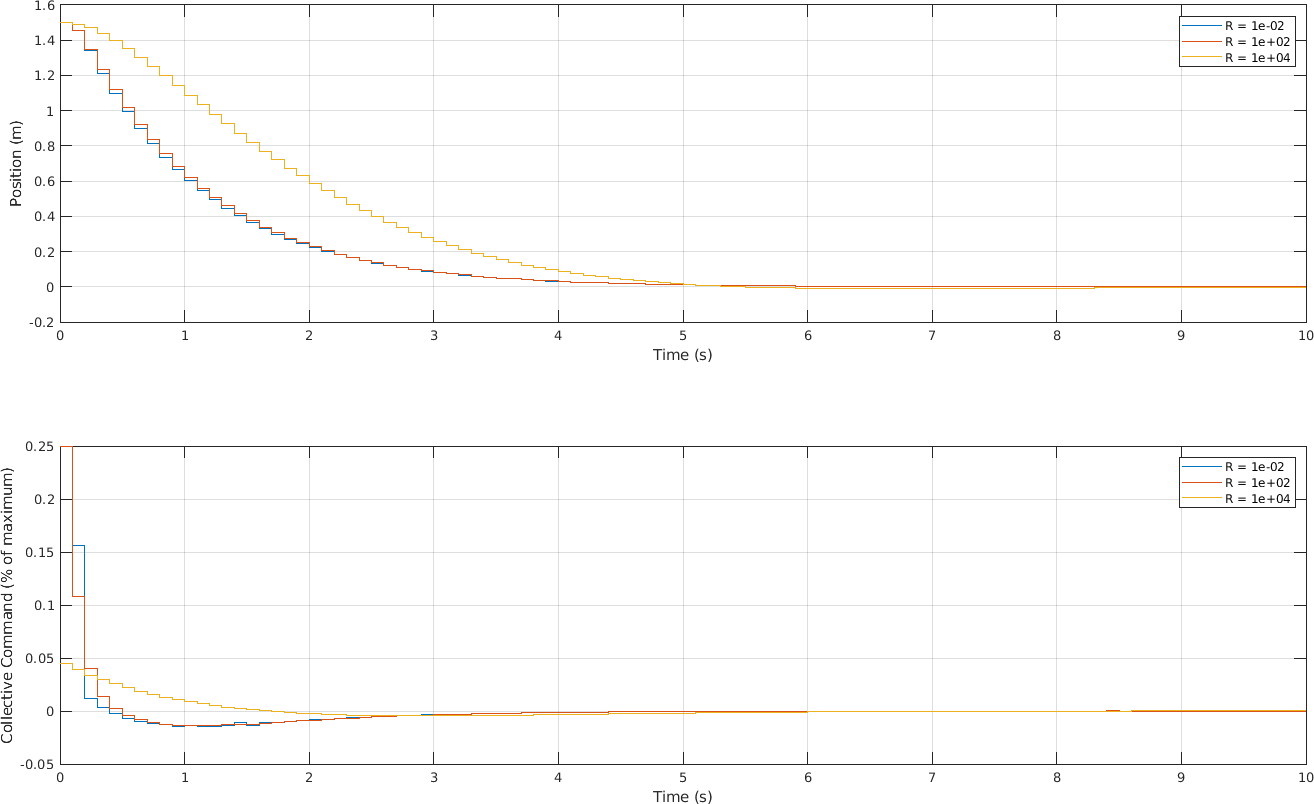 1.6
1.4
1.2
1
0.8
0.6
0.4
0.2
0
-0.2
Position (m)
R = 1e-02
R = 1e+02
R = 1e+04
0 1 2 3 4 5 6 7 8 9 10
Time (s)
0.25
0.2
0.15
0.1
0.05
0
-0.05
Collective Command (% of maximum)
R = 1e-02
R = 1e+02
R = 1e+04
0 1 2 3 4 5 6 7 8 9 10
Time (s)